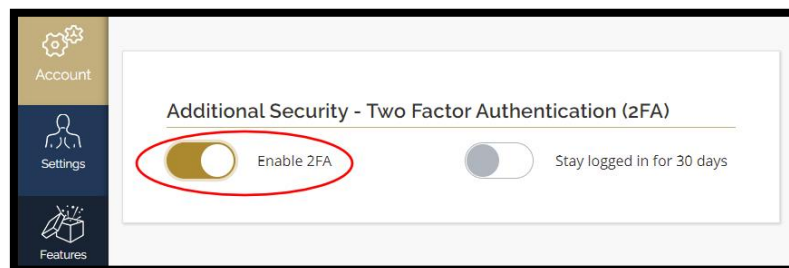 Account
Settings
Features
Additional Security - Two Factor Authentication (2FA)
Enable 2FA
Stay logged in for 30 days